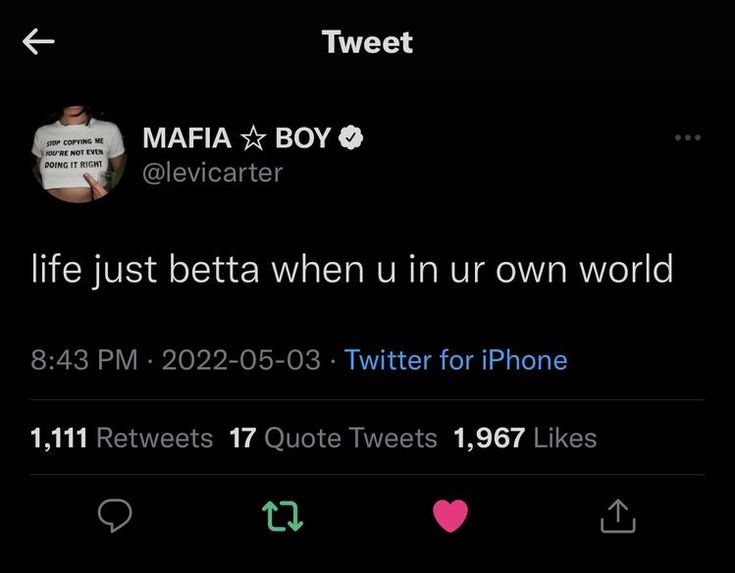 Tweet
STOP COPYING ME
YOU'RE NOT EVEN
DOING IT RIGHT
MAFIA ☆ BOY
@levicarter
life just betta when u in ur own world
8:43 PM · 2022-05-03 · Twitter for iPhone
1,111 Retweets 17 Quote Tweets 1,967 Likes